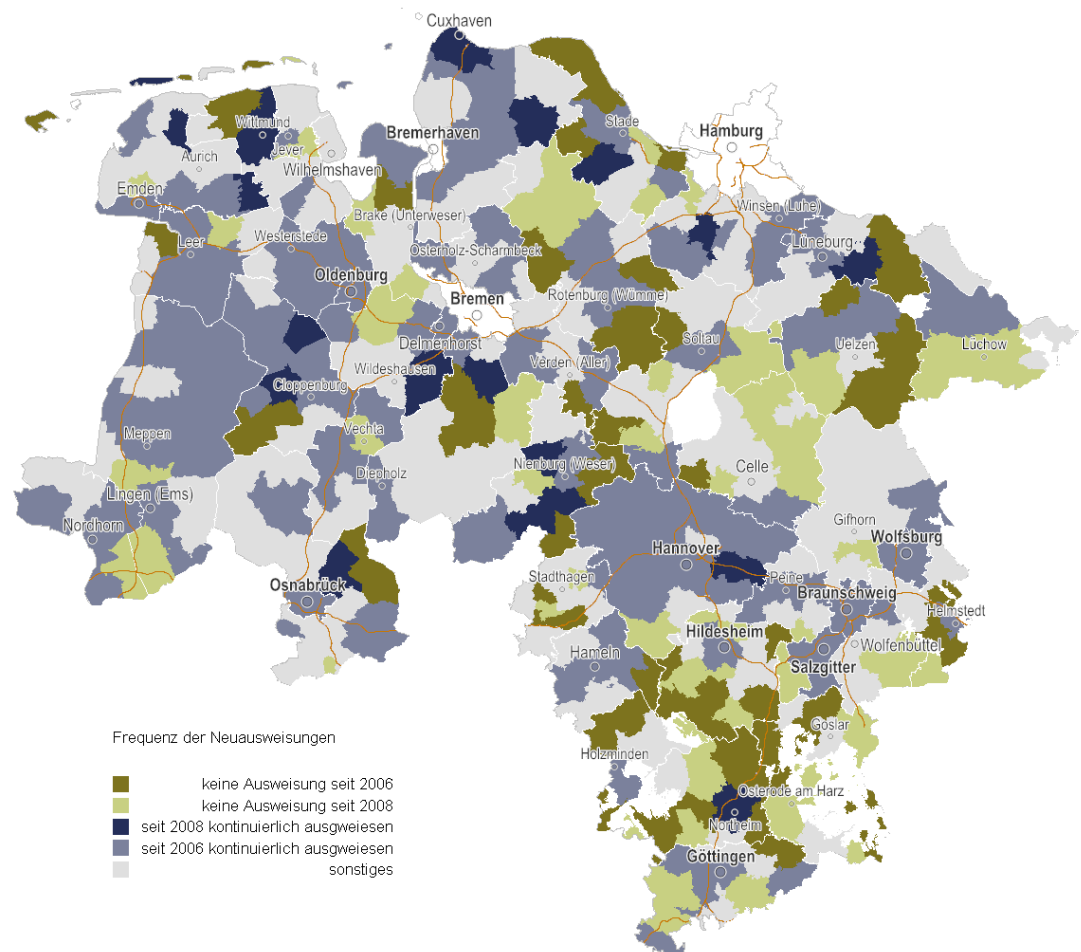 Cuxhaven
Wittmund
Jever
Aurich
Wilhelmshaven
Bremerhaven
Stade
Hamburg
Emden
Leer
Westerstede
Brake (Unterweser)
Osterholz-Scharmbeck
Oldenburg
Bremen
Delmenhorst
Rotenburg (Wümme)
Winsen (Luhe)
Lüneburg
Soltau
Uelzen
Lüchow
Cloppenburg
Wildeshausen
Verden (Aller)
Meppen
Vechta
Diepholz
Nienburg (Weser)
Celle
Lingen (Ems)
Nordhorn
Gifhorn
Wolfsburg
Hannover
Stadthagen
Peine
Braunschweig
Helmstedt
Osnabrück
Hildesheim
Wolfenbüttel
Salzgitter
Hameln
Goslar
Holzminden
Osterode am Harz
Northeim
Göttingen
Frequenz der Neuausweisungen
keine Ausweisung seit 2006
keine Ausweisung seit 2008
seit 2008 kontinuierlich ausgweiesen
seit 2006 kontinuierlich ausgweiesen
sonstiges